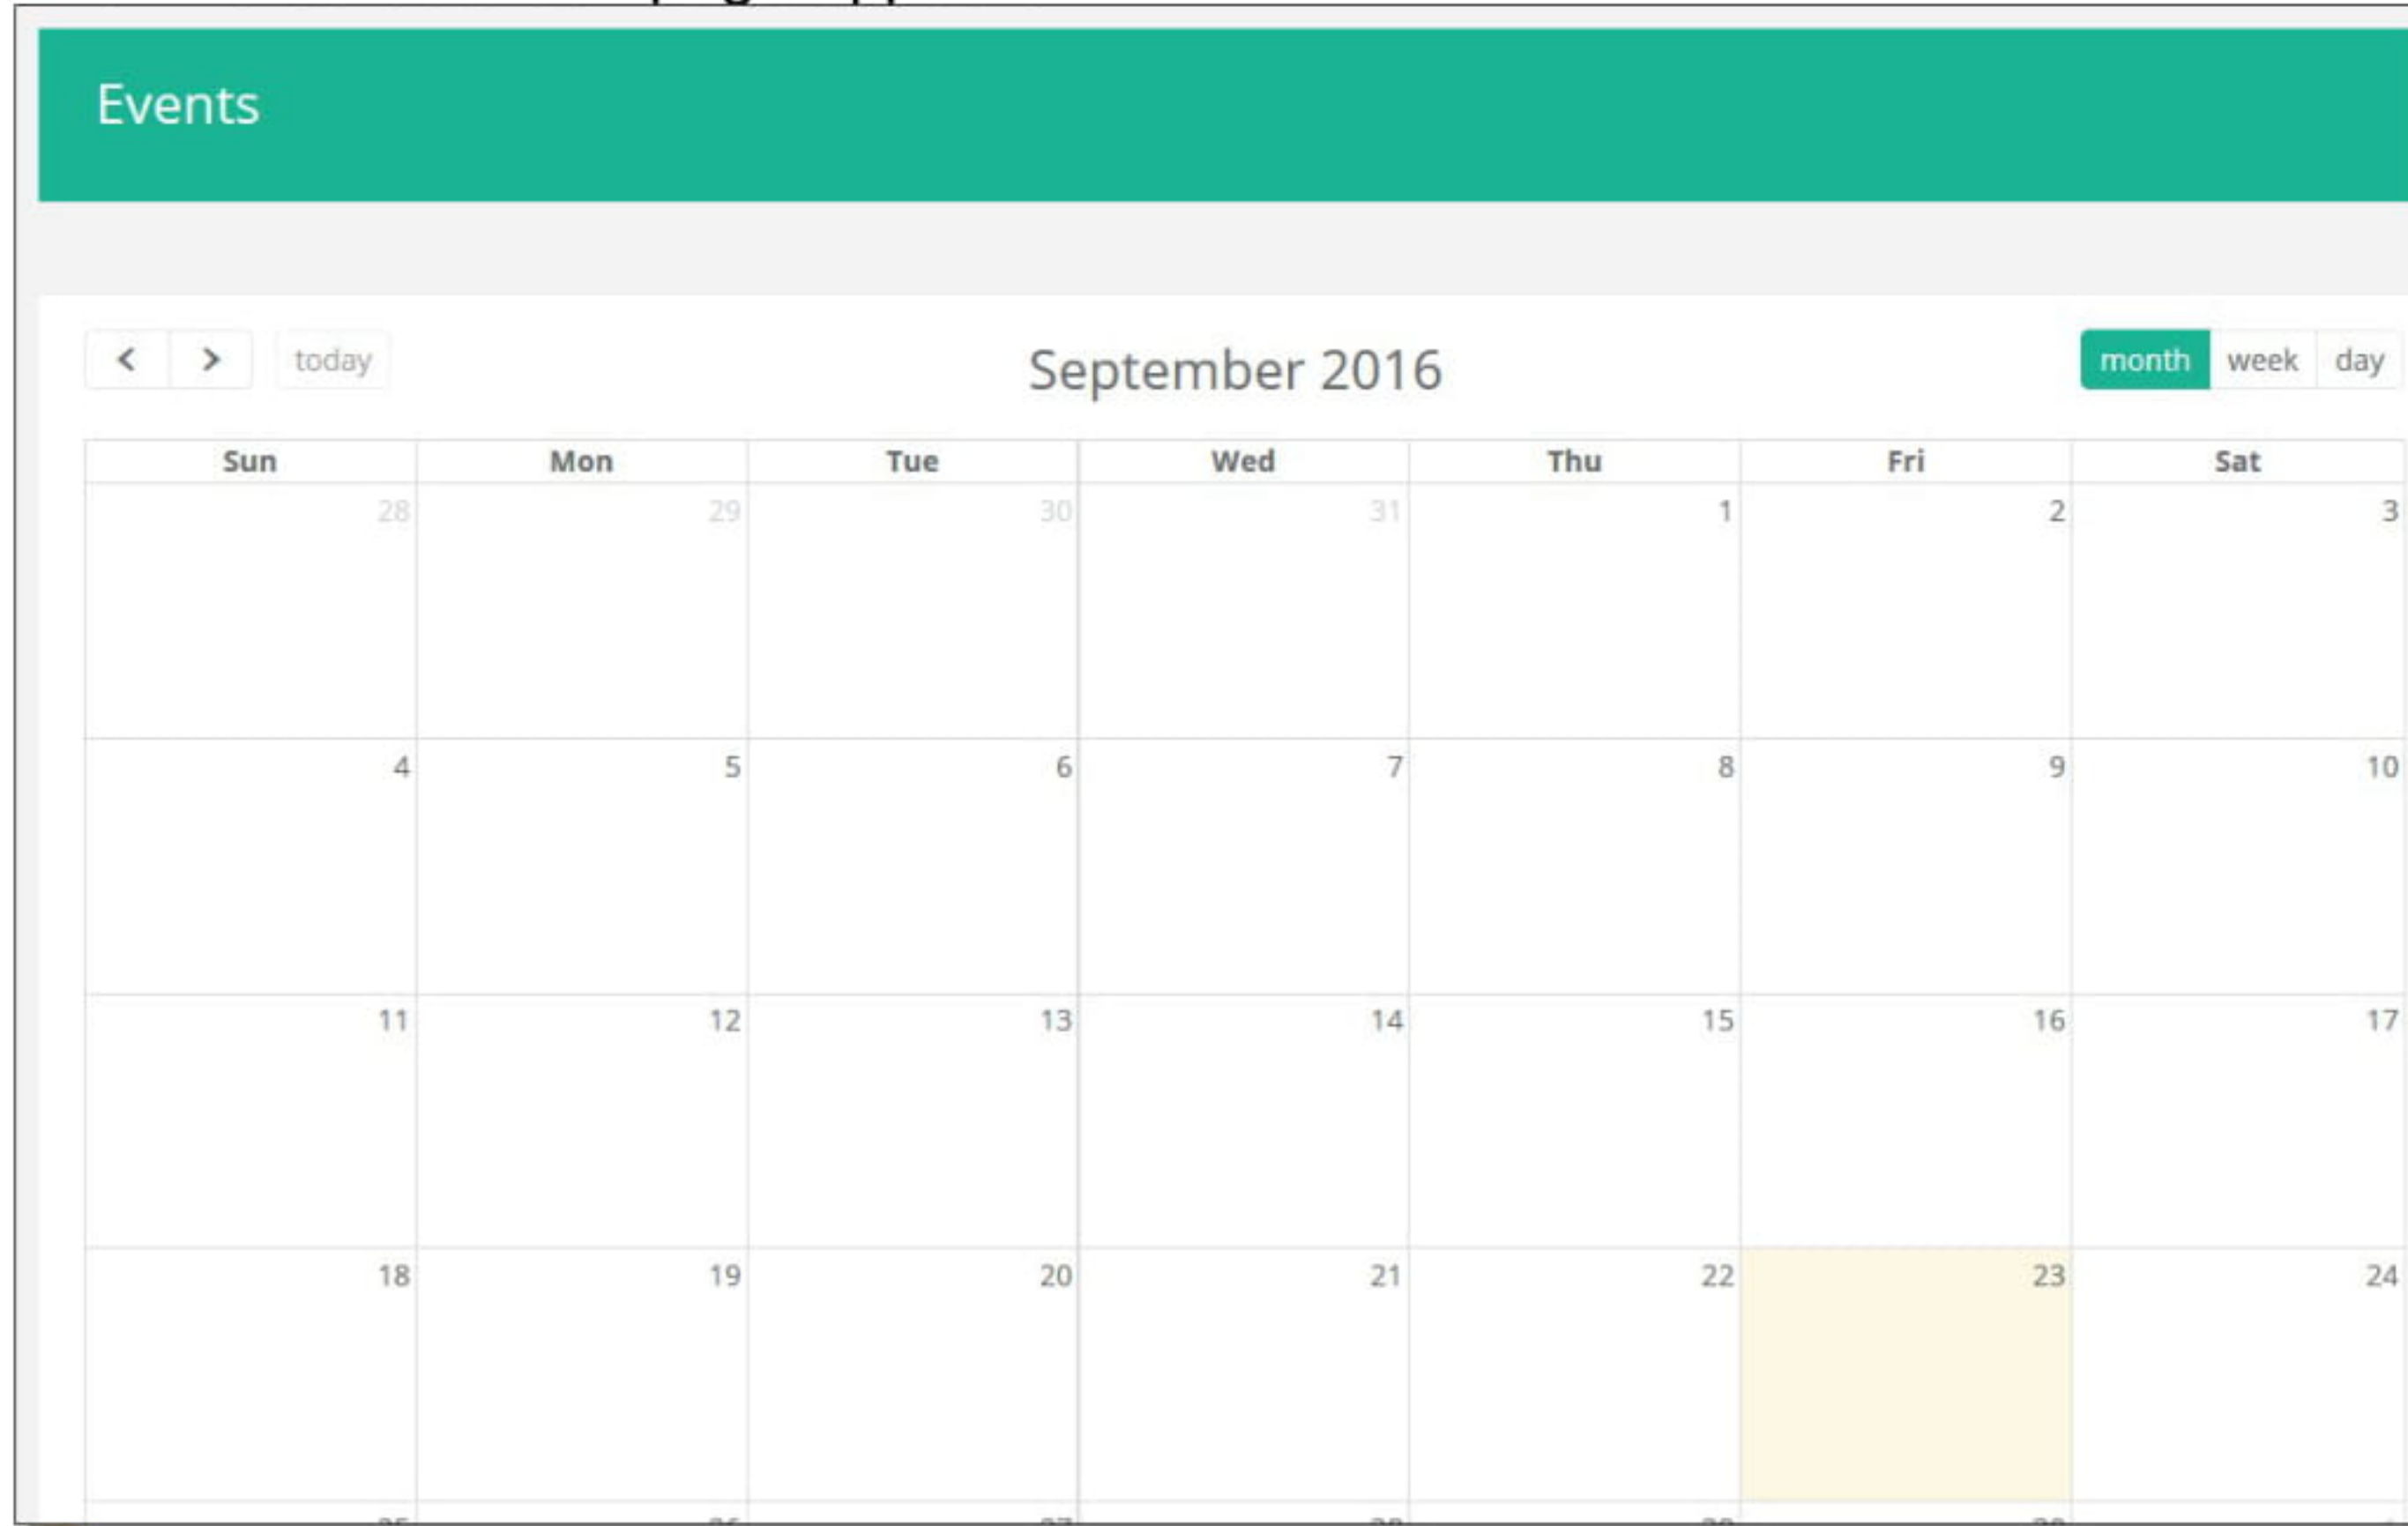 Events
< > today September 2016 month week day
Sun Mon Tue Wed Thu Fri Sat
28 29 30 31 1 2 3
4 5 6 7 8 9 10
11 12 13 14 15 16 17
18 19 20 21 22 23 24